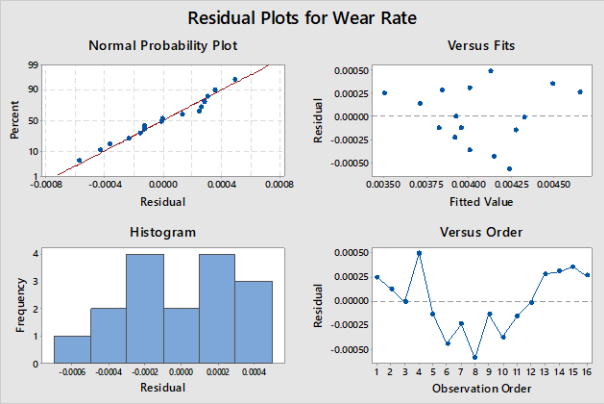 Residual Plots for Wear Rate
Normal Probability Plot
99
90
50
10
1
Percent
-0.0008 -0.0004 0.0000 0.0004 0.0008
Residual
Versus Fits
0.00050
0.00025
0.00000
-0.00025
-0.00050
Residual
0.00350 0.00375 0.00400 0.00425 0.00450
Fitted Value
Histogram
4
3
2
1
0
Frequency
-0.0006 -0.0004 -0.0002 0.0000 0.0002 0.0004
Residual
Versus Order
0.00050
0.00025
0.00000
-0.00025
-0.00050
Residual
1 2 3 4 5 6 7 8 9 10 11 12 13 14 15 16
Observation Order